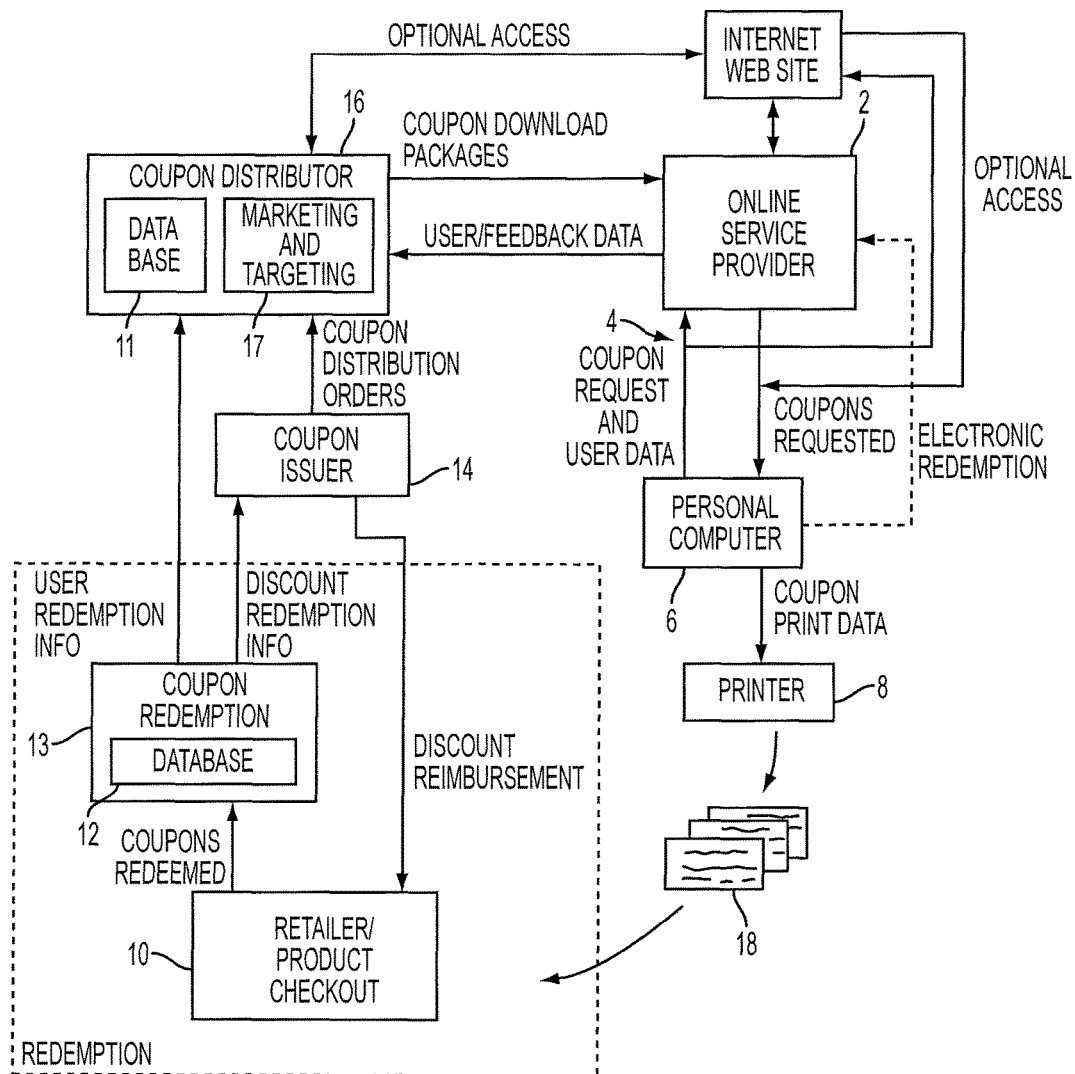 OPTIONAL ACCESS
INTERNET
WEB SITE
16
COUPON DOWNLOAD
PACKAGES
2
COUPON DISTRIBUTOR
DATA
BASE
MARKETING
AND
TARGETING
ONLINE
SERVICE
PROVIDER
OPTIONAL
ACCESS
USER/FEEDBACK DATA
11
17
COUPON
DISTRIBUTION
ORDERS
4
COUPON
REQUEST
AND
USER DATA
COUPONS
REQUESTED
ELECTRONIC
REDEMPTION
COUPON
ISSUER
14
PERSONAL
COMPUTER
6
COUPON
PRINT DATA
USER
REDEMPTION
INFO
DISCOUNT
REDEMPTION
INFO
PRINTER
8
COUPON
REDEMPTION
13
DATABASE
12
DISCOUNT
REIMBURSEMENT
COUPONS
REDEEMED
18
10
RETAILER/
PRODUCT
CHECKOUT
REDEMPTION